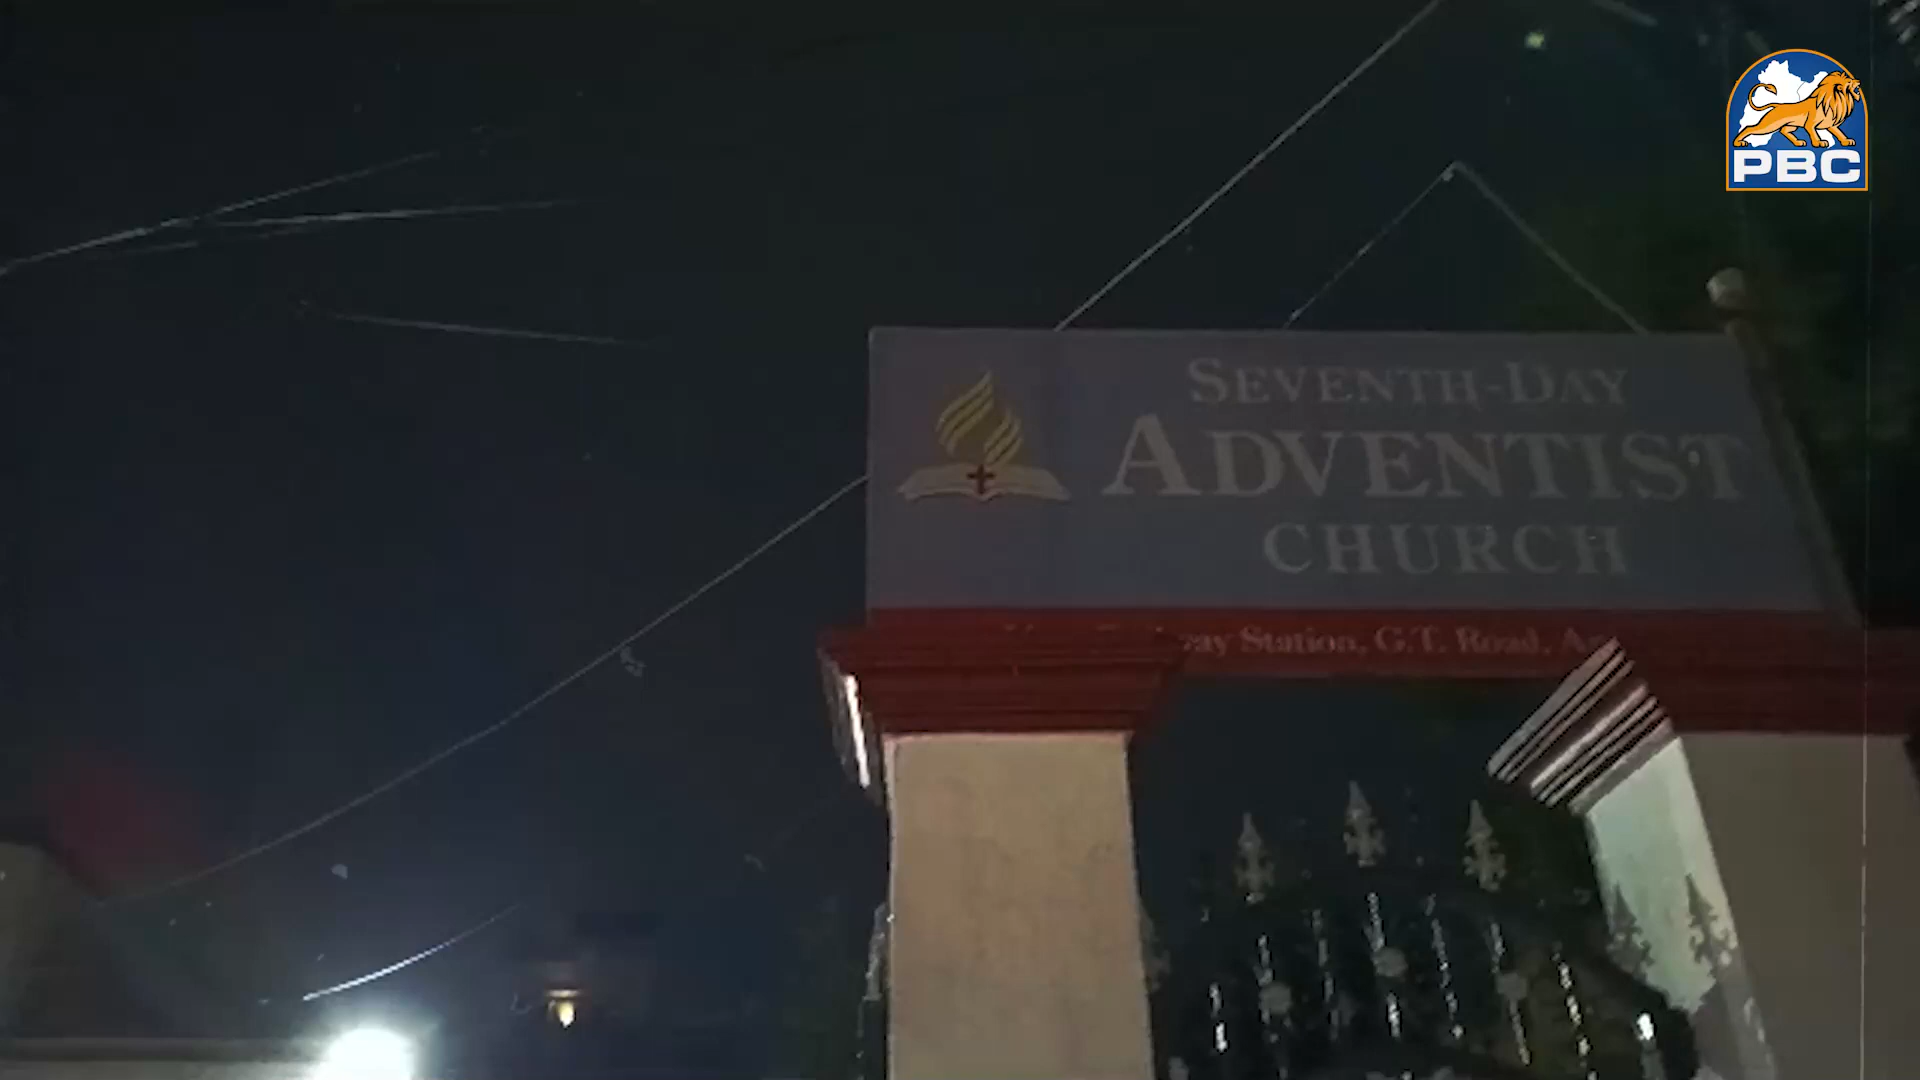 PBC
SEVENTH-DAY
ADVENTIST
CHURCH
Station, G.T. Road,